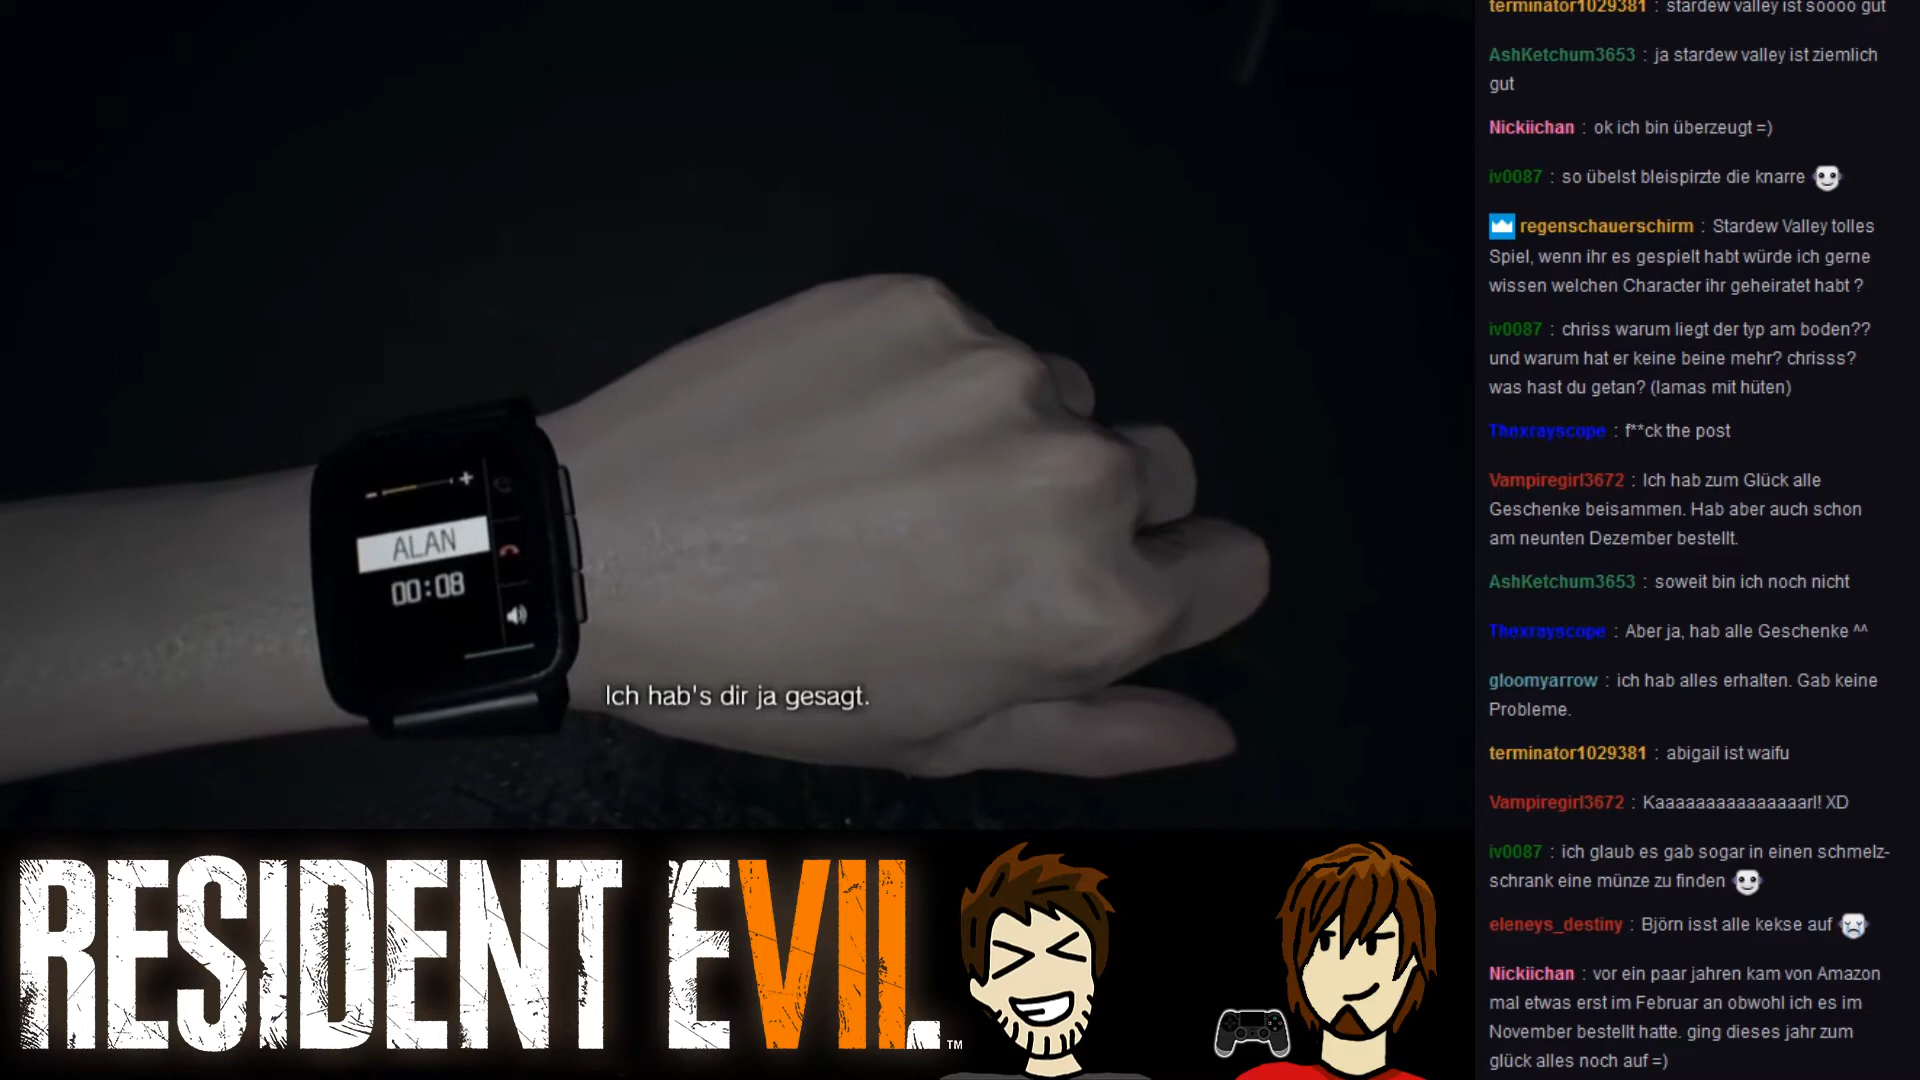 ALAN
00:08
Ich hab's dir ja gesagt.
RESIDENT EVII.™
terminator1029381 : stardew valley ist soooo gut
AshKetchum3653 : ja stardew valley ist ziemlich
gut
Nickiichan : ok ich bin überzeugt =)
iv0087 : so übelst bleispirzte die knarre
regenschauerschirm : Stardew Valley tolles
Spiel, wenn ihr es gespielt habt würde ich gerne
wissen welchen Character ihr geheiratet habt ?
iv0087 : chriss warum liegt der typ am boden??
und warum hat er keine beine mehr? chrisss?
was hast du getan? (lamas mit hüten)
Thexrayscope : f**ck the post
Vampiregirl3672 : Ich hab zum Glück alle
Geschenke beisammen. Hab aber auch schon
am neunten Dezember bestellt.
AshKetchum3653 : soweit bin ich noch nicht
Thexrayscope : Aber ja, hab alle Geschenke ^^
gloomyarrow : ich hab alles erhalten. Gab keine
Probleme.
terminator1029381 : abigail ist waifu
Vampiregirl3672 : Kaaaaaaaaaaaaaaarl! XD
iv0087 : ich glaub es gab sogar in einen schmelz-
schrank eine münze zu finden
eleneys_destiny : Björn isst alle kekse auf
Nickiichan : vor ein paar jahren kam von Amazon
mal etwas erst im Februar an obwohl ich es im
November bestellt hatte. ging dieses jahr zum
glück alles noch auf =)